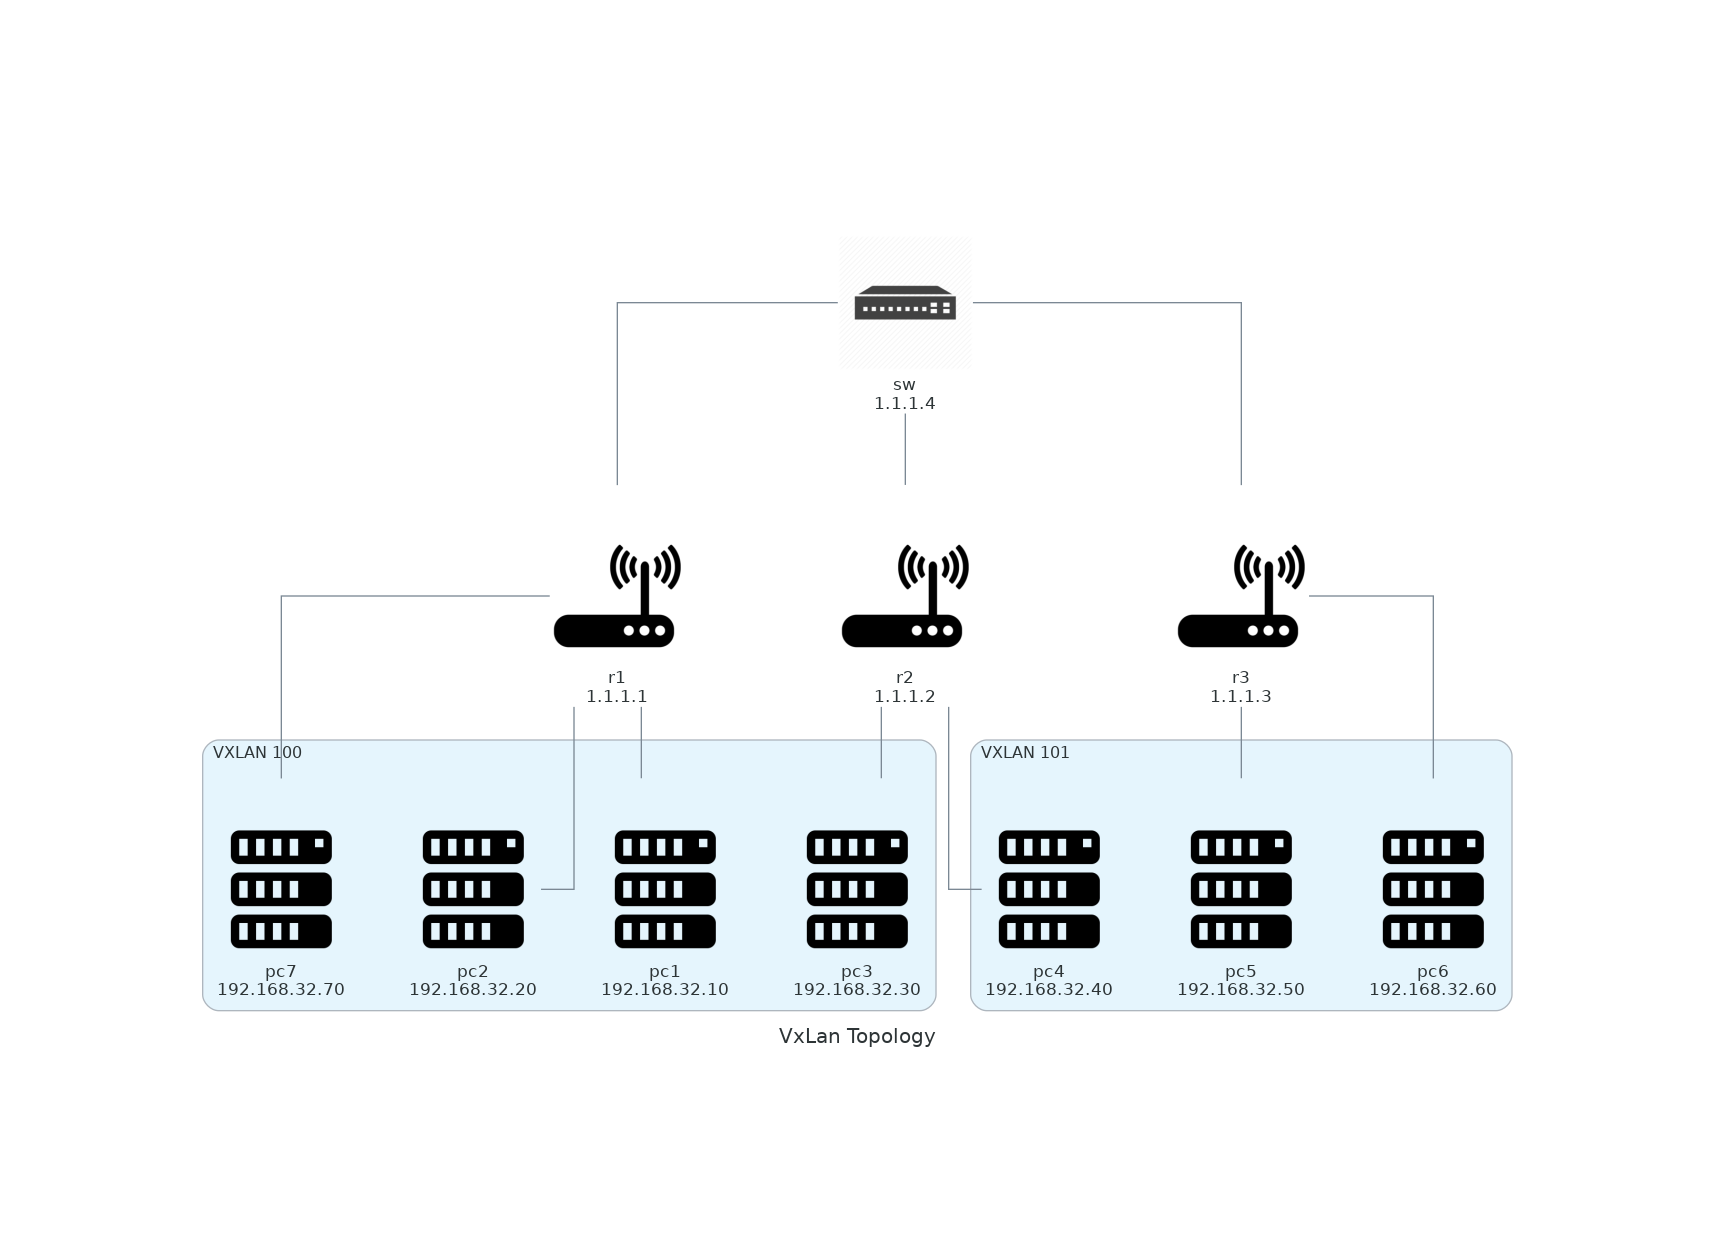 sw
1.1.1.4
r1
1.1.1.1
r2
1.1.1.2
r3
1.1.1.3
VXLAN 100
VXLAN 101
pc7
192.168.32.70
pc2
192.168.32.20
pc1
192.168.32.10
pc3
192.168.32.30
pc4
192.168.32.40
pc5
192.168.32.50
pc6
192.168.32.60
VxLan Topology